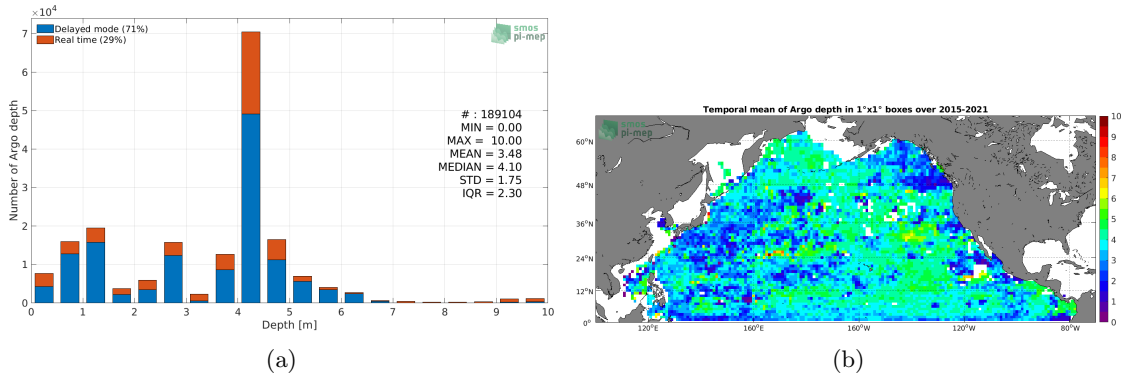 ×10⁴
7
6
5
4
3
2
1
0
Number of Argo depth
Delayed mode (71%)
Real time (29%)
smos
pi-mep
# : 189104
MIN = 0.00
MAX = 10.00
MEAN = 3.48
MEDIAN = 4.10
STD = 1.75
IQR = 2.30
0 1 2 3 4 5 6 7 8 9 10
Depth [m]
(a)
Temporal mean of Argo depth in 1°x1° boxes over 2015-2021
smos
pi-mep
60°N
48°N
36°N
24°N
12°N
0°
120°E 160°E 160°W 120°W 80°W
10
9
8
7
6
5
4
3
2
1
0
(b)